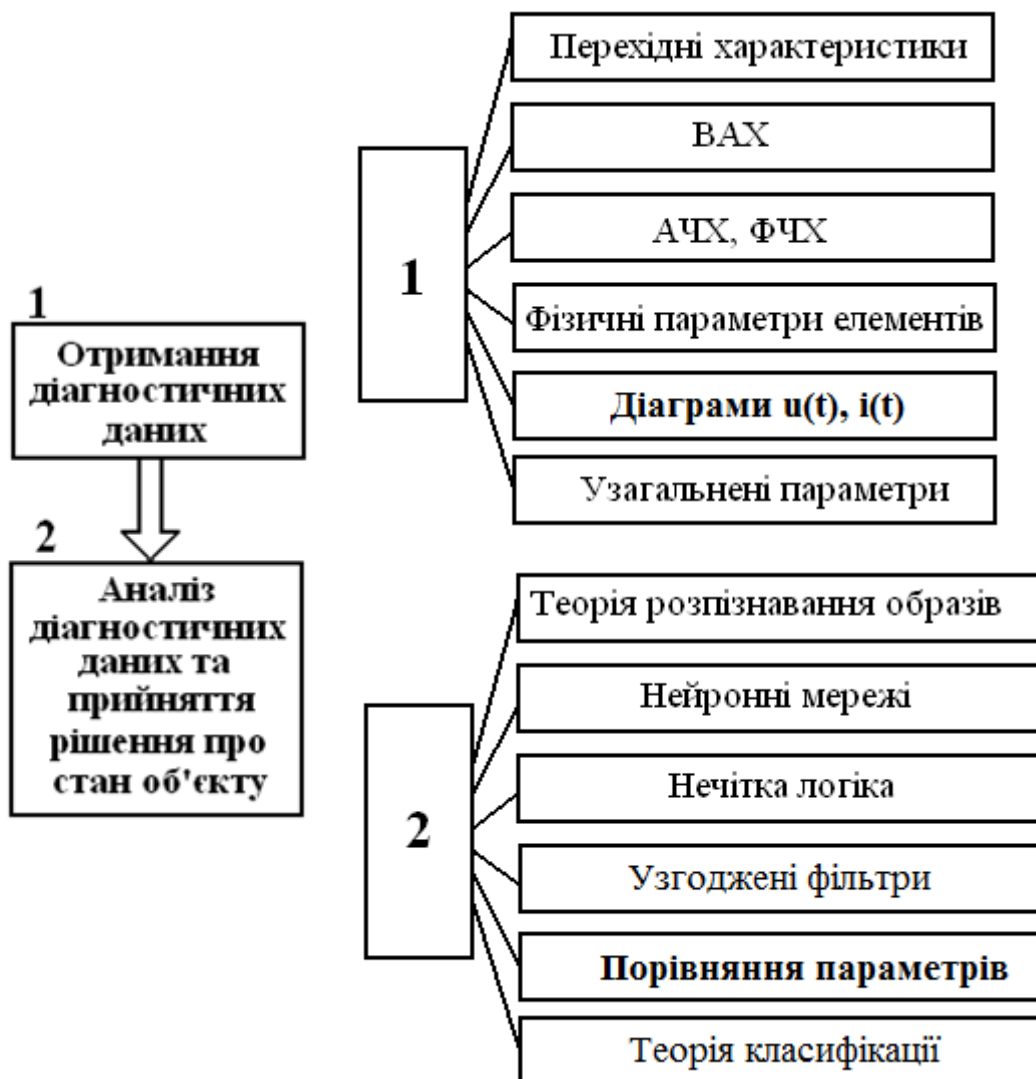 1
Отримання
діагностичних
даних
2
Аналіз
діагностичних
даних та
прийняття
рішення про
стан об'єкту
1
Перехідні характеристики
ВАХ
АЧХ, ФЧХ
Фізичні параметри елементів
Діаграми u(t), i(t)
Узагальнені параметри
2
Теорія розпізнавання образів
Нейронні мережі
Нечітка логіка
Узгоджені фільтри
Порівняння параметрів
Теорія класифікації